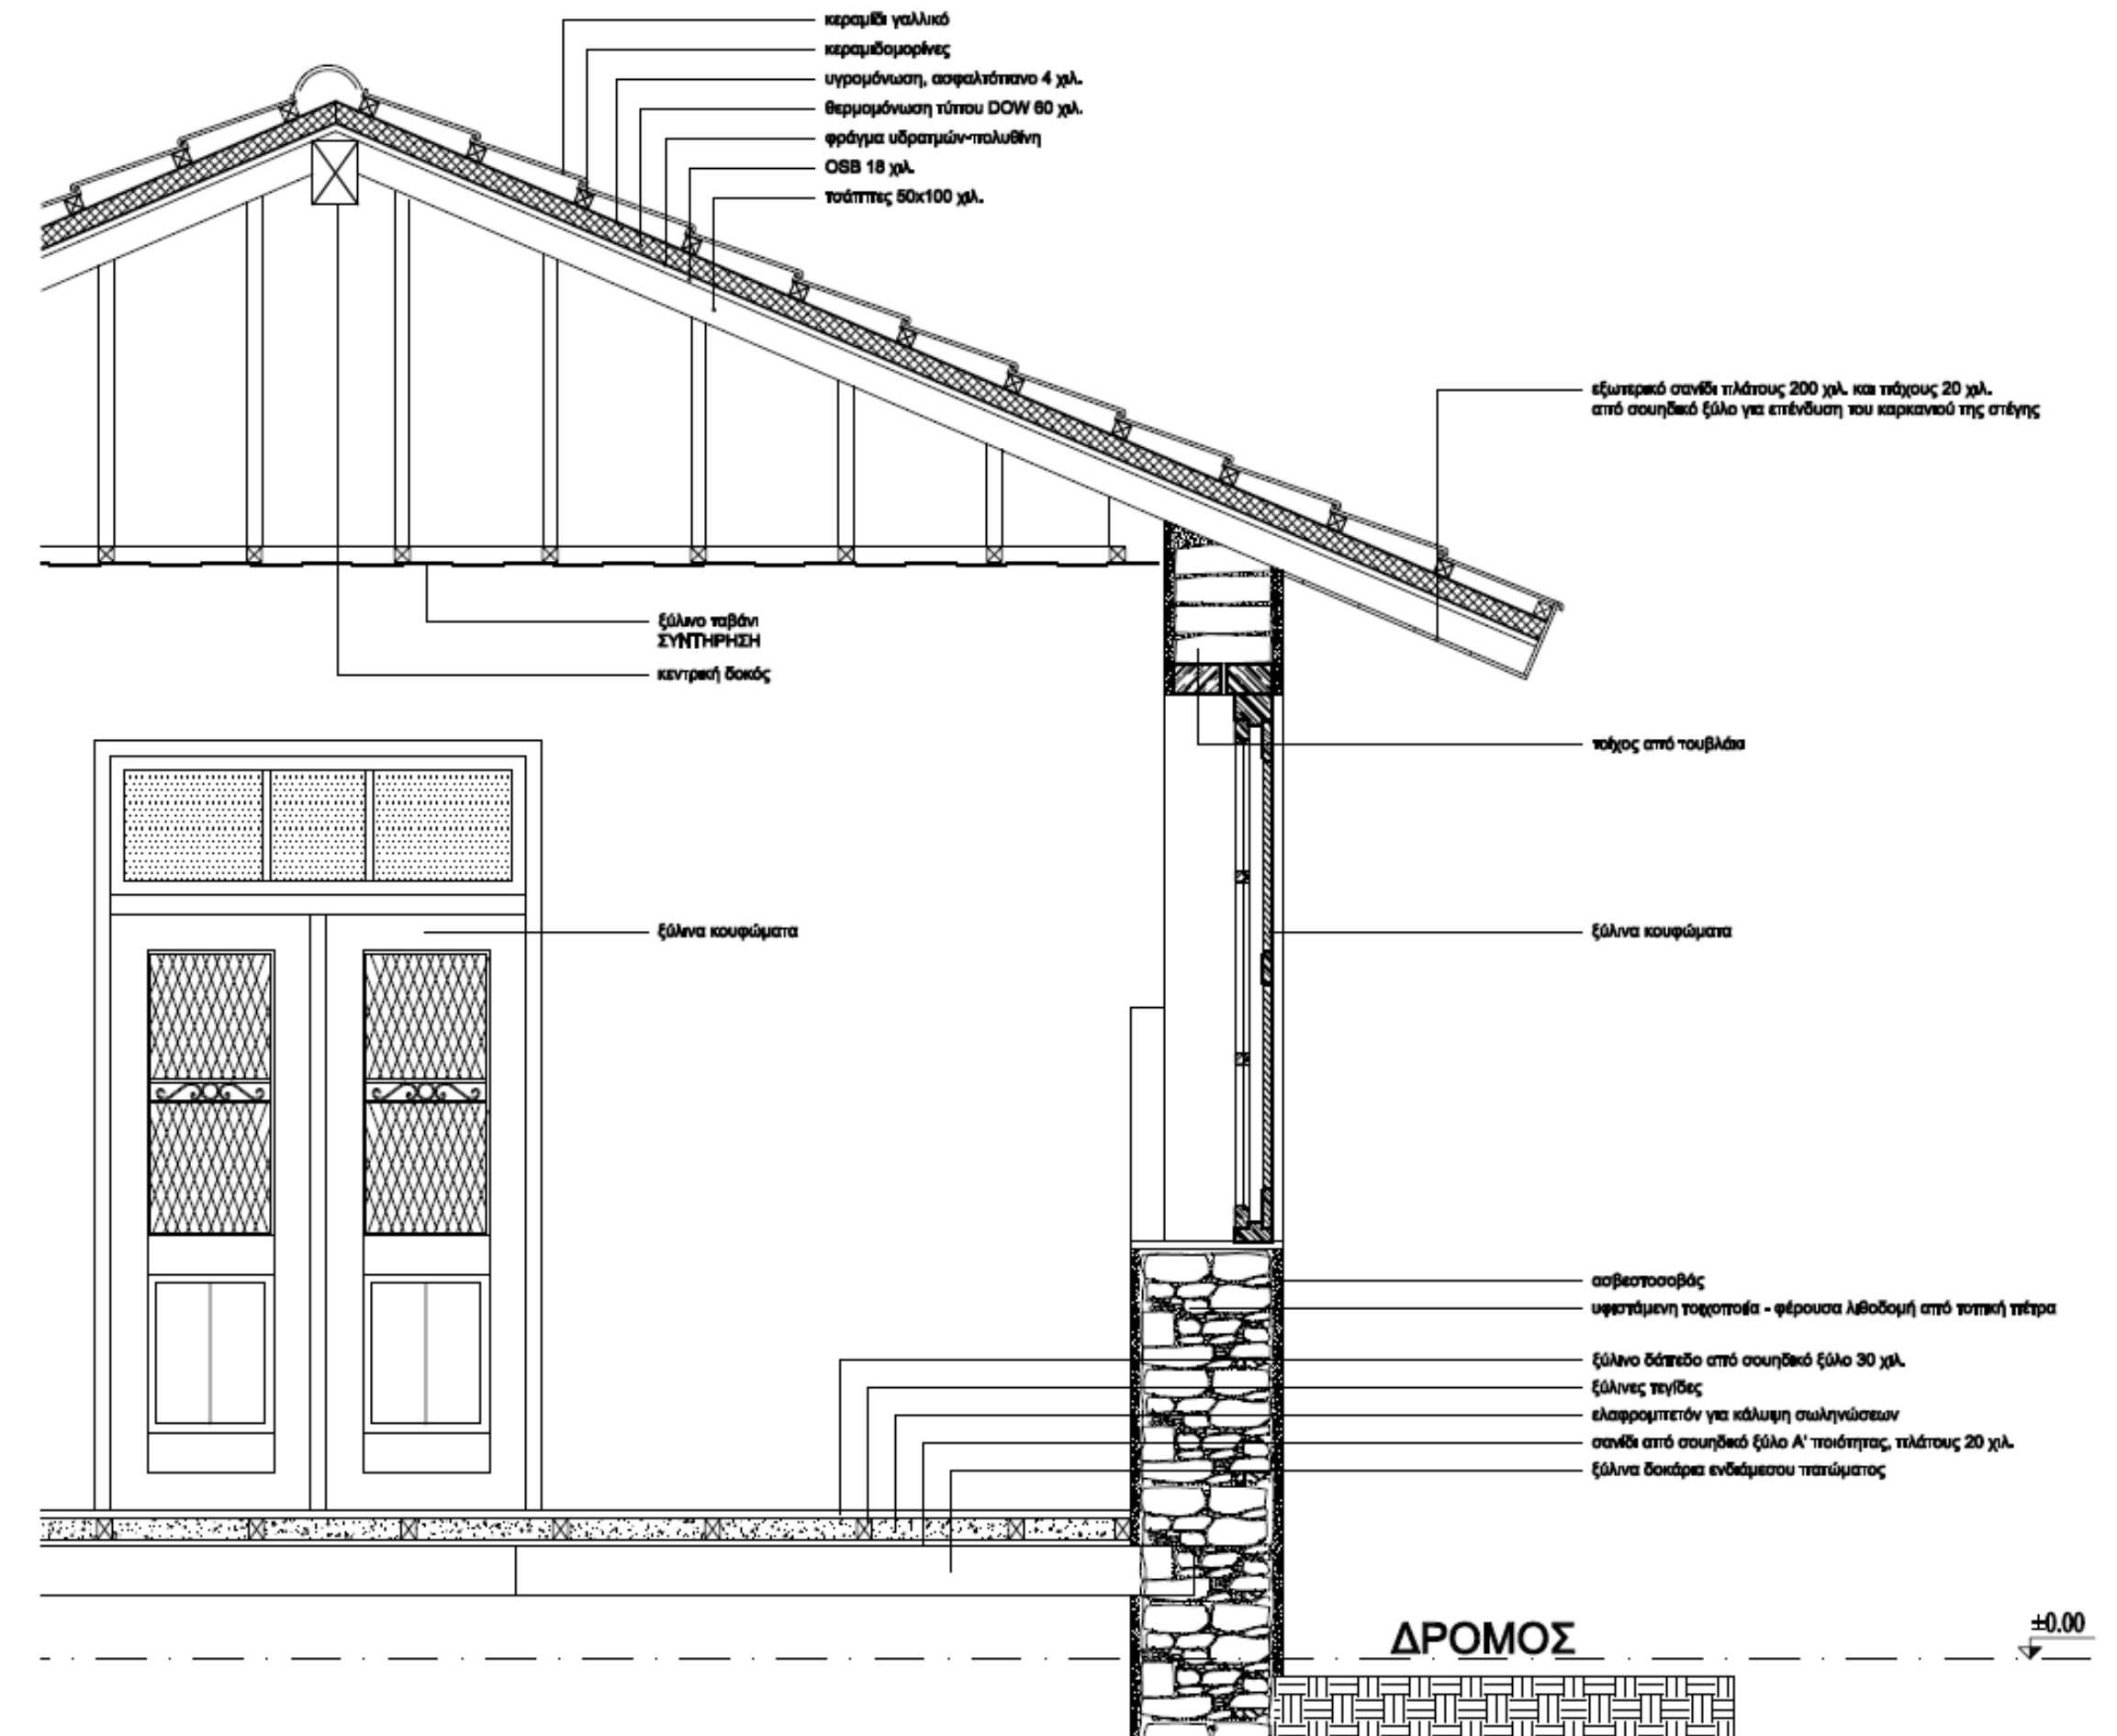 κεραμίδι γαλλικό
κεραμιδομορίνες
υγρομόνωση, ασφαλτόπανο 4 χιλ.
θερμομόνωση τύπου DOW 60 χιλ.
φράγμα υδρατμών-πολυθίνη
OSB 18 χιλ.
τσάππες 50x100 χιλ.
εξωτερικό σανίδι πλάτους 200 χιλ. και πάχους 20 χιλ.
από σουηδικό ξύλο για επένδυση του καρκανιού της στέγης
ξύλινο ταβάνι
ΣΥΝΤΗΡΗΣΗ
κεντρική δοκός
τοίχος από τουβλάκι
ξύλινα κουφώματα
ξύλινα κουφώματα
ασβεστοσοβάς
υφιστάμενη τοιχοποιία - φέρουσα λιθοδομή από τοπική πέτρα
ξύλινο δάπεδο από σουηδικό ξύλο 30 χιλ.
ξύλινες τεγίδες
ελαφρομπετόν για κάλυψη σωληνώσεων
σανίδι από σουηδικό ξύλο Α' ποιότητας, πλάτους 20 χιλ.
ξύλινα δοκάρια ενδιάμεσου πατώματος
ΔΡΟΜΟΣ
±0.00